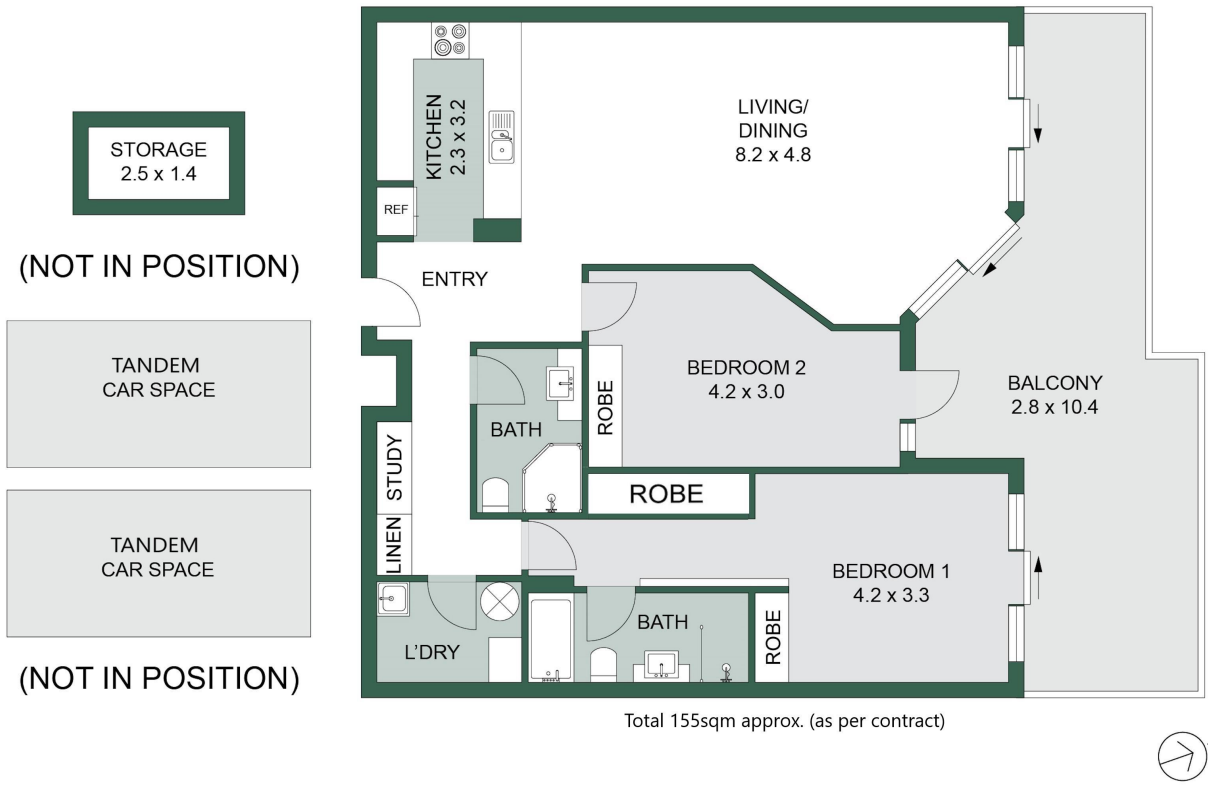 STORAGE
2.5 x 1.4
(NOT IN POSITION)
TANDEM
CAR SPACE
TANDEM
CAR SPACE
(NOT IN POSITION)
KITCHEN
2.3 x 3.2
REF
LIVING/
DINING
8.2 x 4.8
ENTRY
BEDROOM 2
4.2 x 3.0
ROBE
BALCONY
2.8 x 10.4
BATH
STUDY
LINEN
ROBE
BEDROOM 1
4.2 x 3.3
L'DRY
BATH
ROBE
Total 155sqm approx. (as per contract)